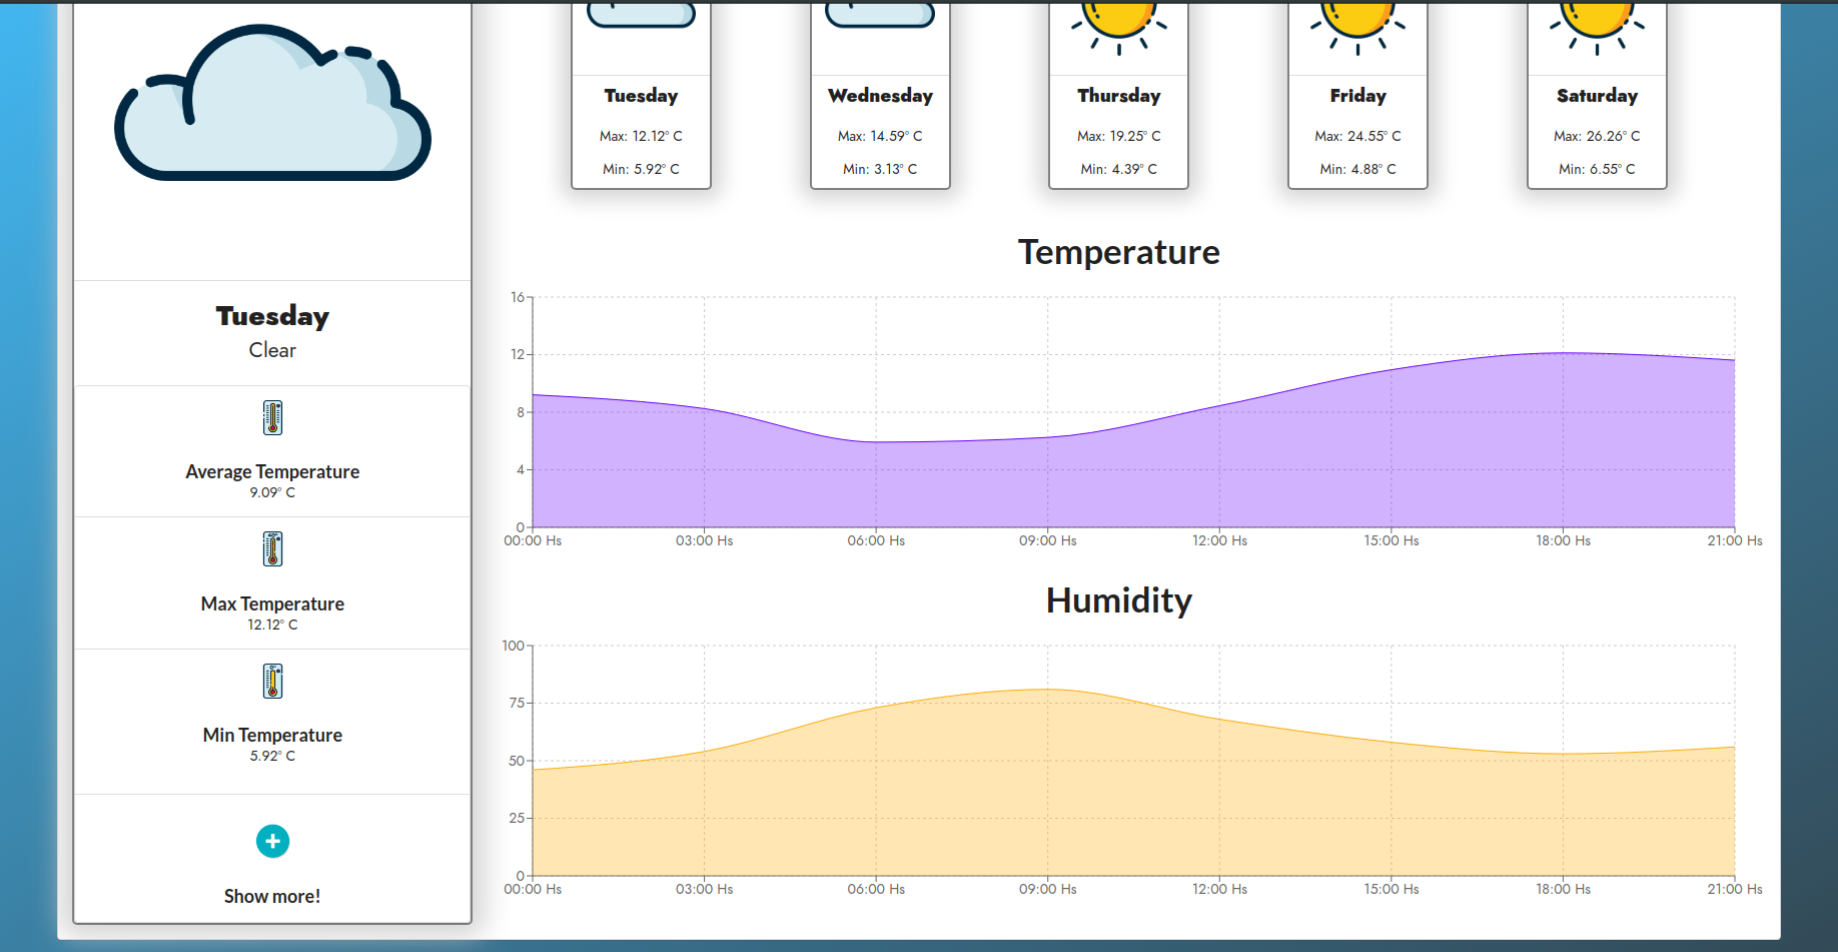 Tuesday
Clear
Average Temperature
9.09° C
Max Temperature
12.12° C
Min Temperature
5.92° C
Show more!
Tuesday
Max: 12.12° C
Min: 5.92° C
Wednesday
Max: 14.59° C
Min: 3.13° C
Thursday
Max: 19.25° C
Min: 4.39° C
Friday
Max: 24.55° C
Min: 4.88° C
Saturday
Max: 26.26° C
Min: 6.55° C
Temperature
16
12
8
4
0
00:00 Hs 03:00 Hs 06:00 Hs 09:00 Hs 12:00 Hs 15:00 Hs 18:00 Hs 21:00 Hs
Humidity
100
75
50
25
0
00:00 Hs 03:00 Hs 06:00 Hs 09:00 Hs 12:00 Hs 15:00 Hs 18:00 Hs 21:00 Hs